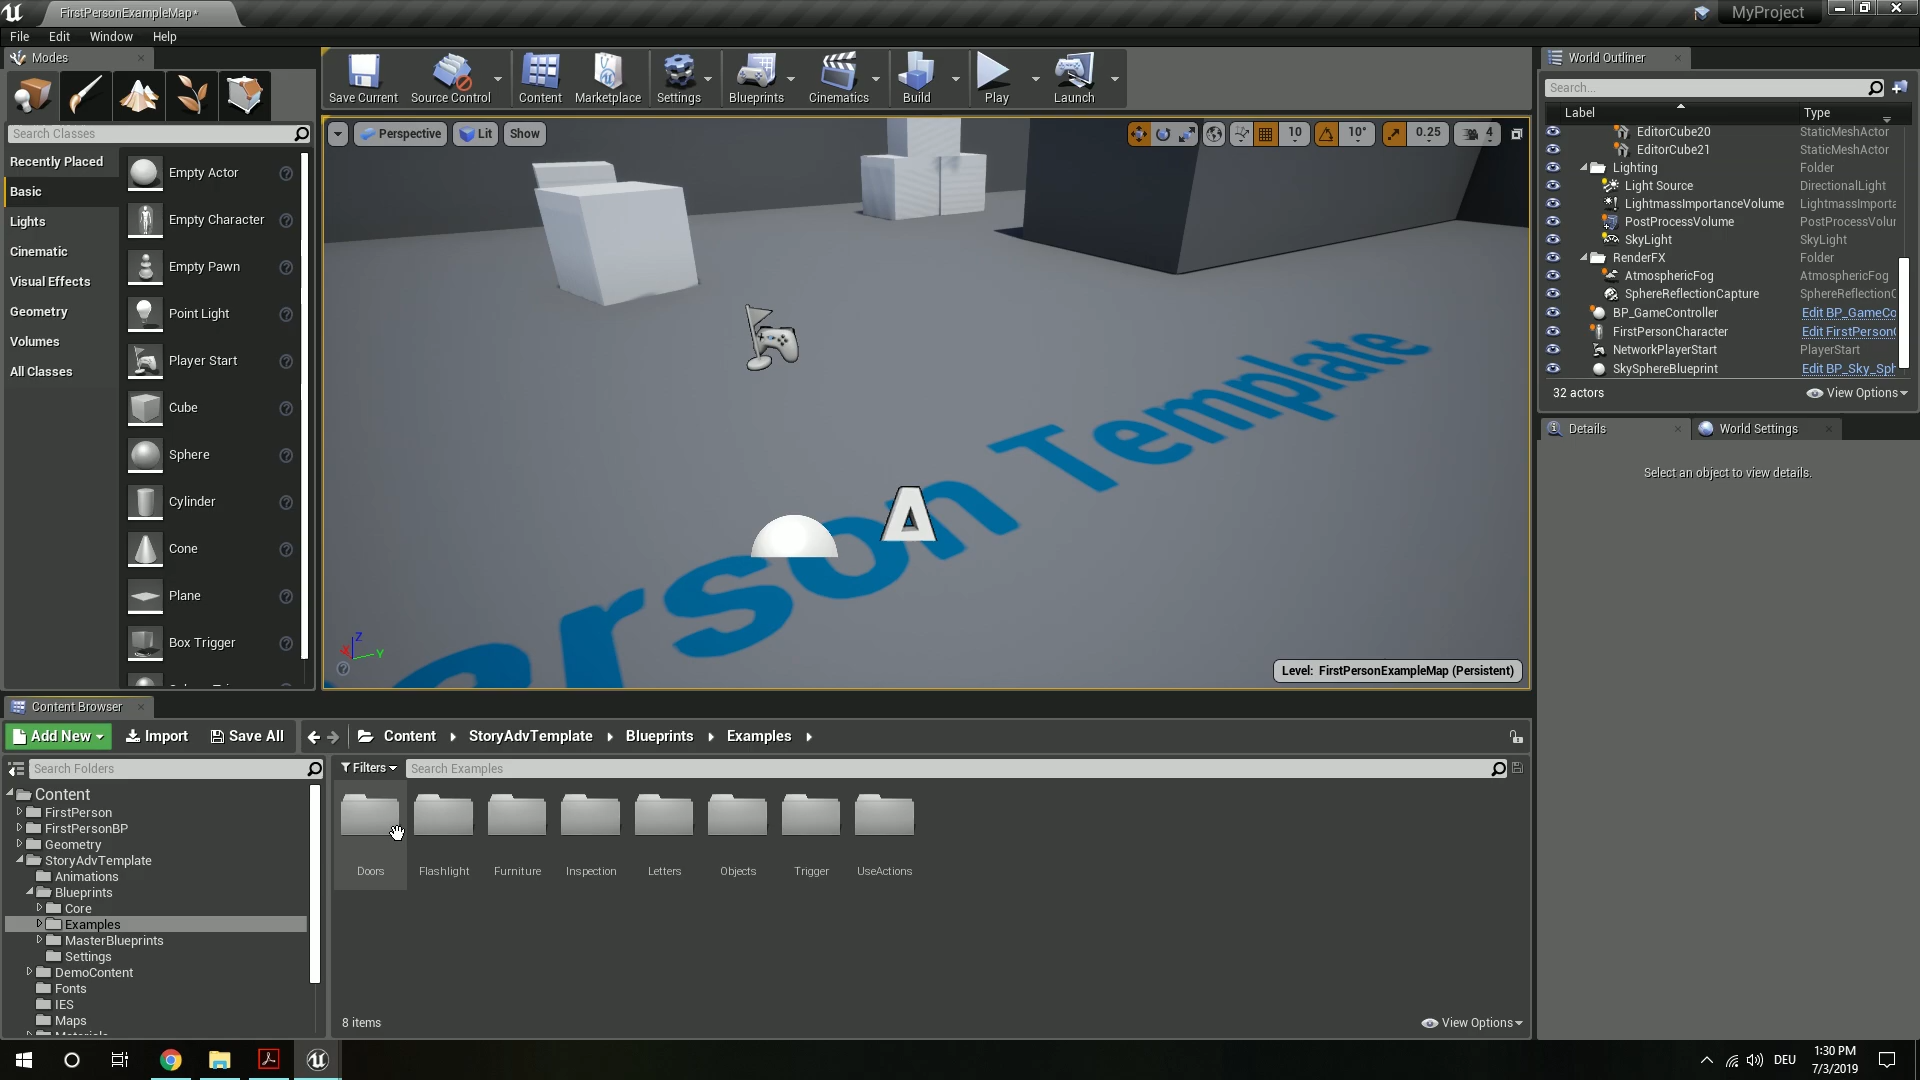 FirstPersonExampleMap*
MyProject
File
Edit
Window
Help
Modes
Search Classes
Recently Placed
Basic
Lights
Cinematic
Visual Effects
Geometry
Volumes
All Classes
Empty Actor
Empty Character
Empty Pawn
Point Light
Player Start
Cube
Sphere
Cylinder
Cone
Plane
Box Trigger
Save Current
Source Control
Content
Marketplace
Settings
Blueprints
Cinematics
Build
Play
Launch
Perspective
Lit
Show
10
10°
0.25
4
erson Template
Z
X
Y
Level: FirstPersonExampleMap (Persistent)
World Outliner
Search...
Label
Type
EditorCube20 StaticMeshActor
EditorCube21 StaticMeshActor
Lighting Folder
Light Source DirectionalLight
LightmassImportanceVolume LightmassImporta
PostProcessVolume PostProcessVolur
SkyLight SkyLight
RenderFX Folder
AtmosphericFog AtmosphericFog
SphereReflectionCapture SphereReflectionC
BP_GameController Edit BP_GameCo
FirstPersonCharacter Edit FirstPersonC
NetworkPlayerStart PlayerStart
SkySphereBlueprint Edit BP_Sky_Sph
32 actors
View Options
Details
World Settings
Select an object to view details.
Content Browser
Add New
Import
Save All
Content
StoryAdvTemplate
Blueprints
Examples
Search Folders
Filters
Search Examples
Content
FirstPerson
FirstPersonBP
Geometry
StoryAdvTemplate
Animations
Blueprints
Core
Examples
MasterBlueprints
Settings
DemoContent
Fonts
IES
Maps
Doors
Flashlight
Furniture
Inspection
Letters
Objects
Trigger
UseActions
8 items
View Options
DEU
1:30 PM
7/3/2019